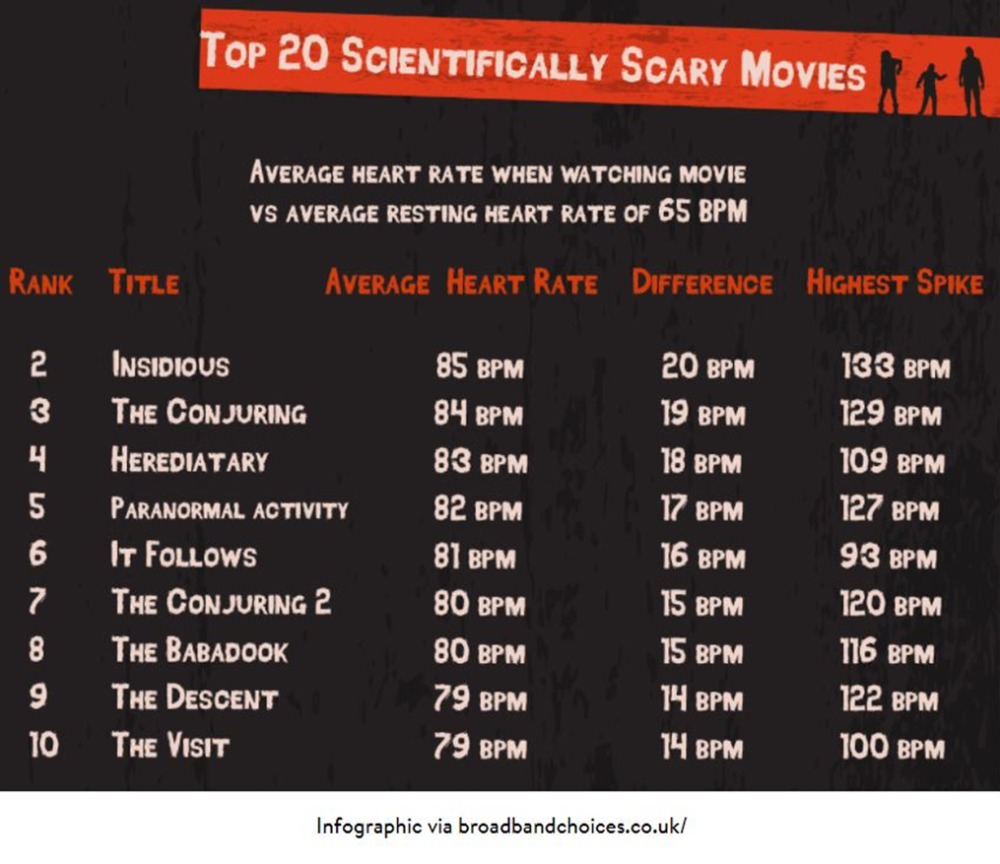 Top 20 Scientifically Scary Movies
Average heart rate when watching movie
vs average resting heart rate of 65 BPM
Rank Title Average Heart Rate Difference Highest Spike
2 Insidious 85 BPM 20 BPM 133 BPM
3 The Conjuring 84 BPM 19 BPM 129 BPM
4 Herediatary 83 BPM 18 BPM 109 BPM
5 Paranormal activity 82 BPM 17 BPM 127 BPM
6 It Follows 81 BPM 16 BPM 93 BPM
7 The Conjuring 2 80 BPM 15 BPM 120 BPM
8 The Babadook 80 BPM 15 BPM 116 BPM
9 The Descent 79 BPM 14 BPM 122 BPM
10 The Visit 79 BPM 14 BPM 100 BPM
Infographic via broadbandchoices.co.uk/